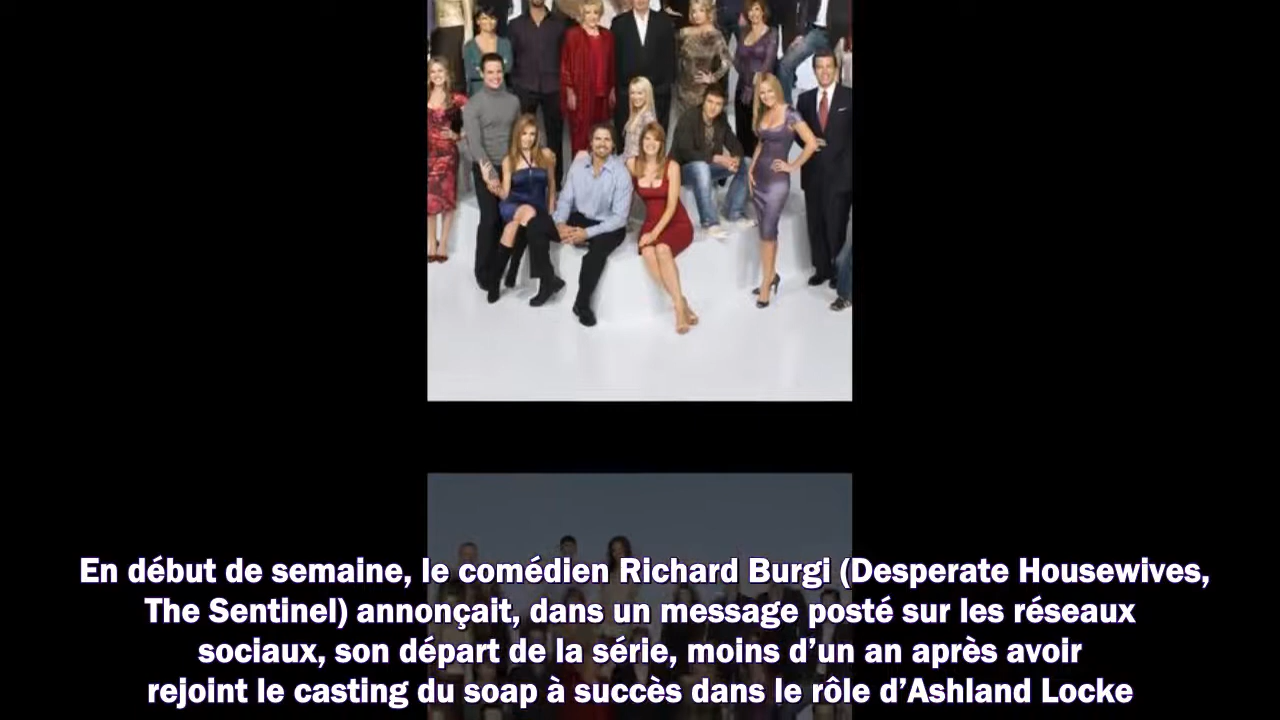 En début de semaine, le comédien Richard Burgi (Desperate Housewives,
The Sentinel) annonçait, dans un message posté sur les réseaux
sociaux, son départ de la série, moins d’un an après avoir
rejoint le casting du soap à succès dans le rôle d’Ashland Locke